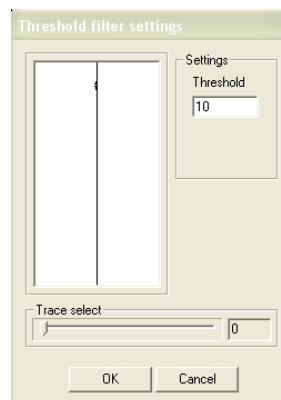 Threshold filter settings
Settings
Threshold
10
Trace select
0
OK Cancel